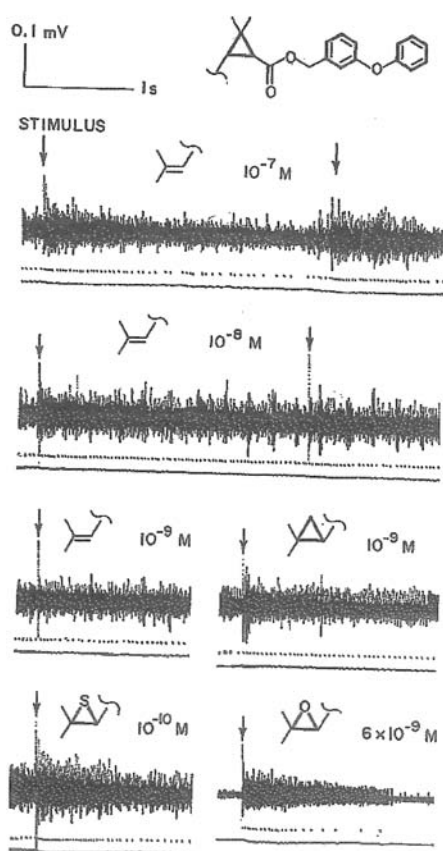 0.1 mV
1s
O
O
O
STIMULUS
10⁻⁷ M
10⁻⁸ M
10⁻⁹ M
10⁻⁹ M
S
10⁻¹⁰ M
O
6 × 10⁻⁹ M